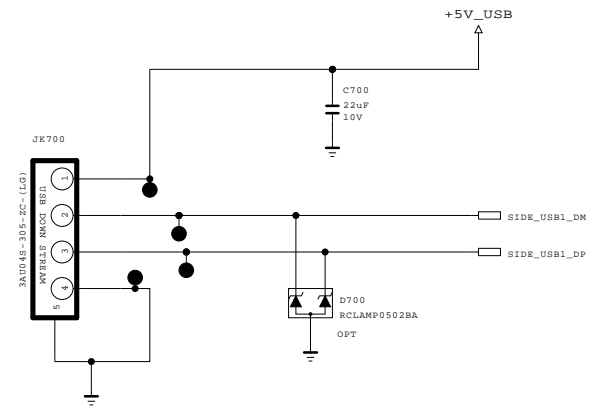 +5V_USB
C700
22uF
10V
JK700
3AU04S-305-ZC-(LG)
USB DOWN STREAM
1
2
3
4
5
SIDE_USB1_DM
SIDE_USB1_DP
D700
RCLAMP0502BA
OPT